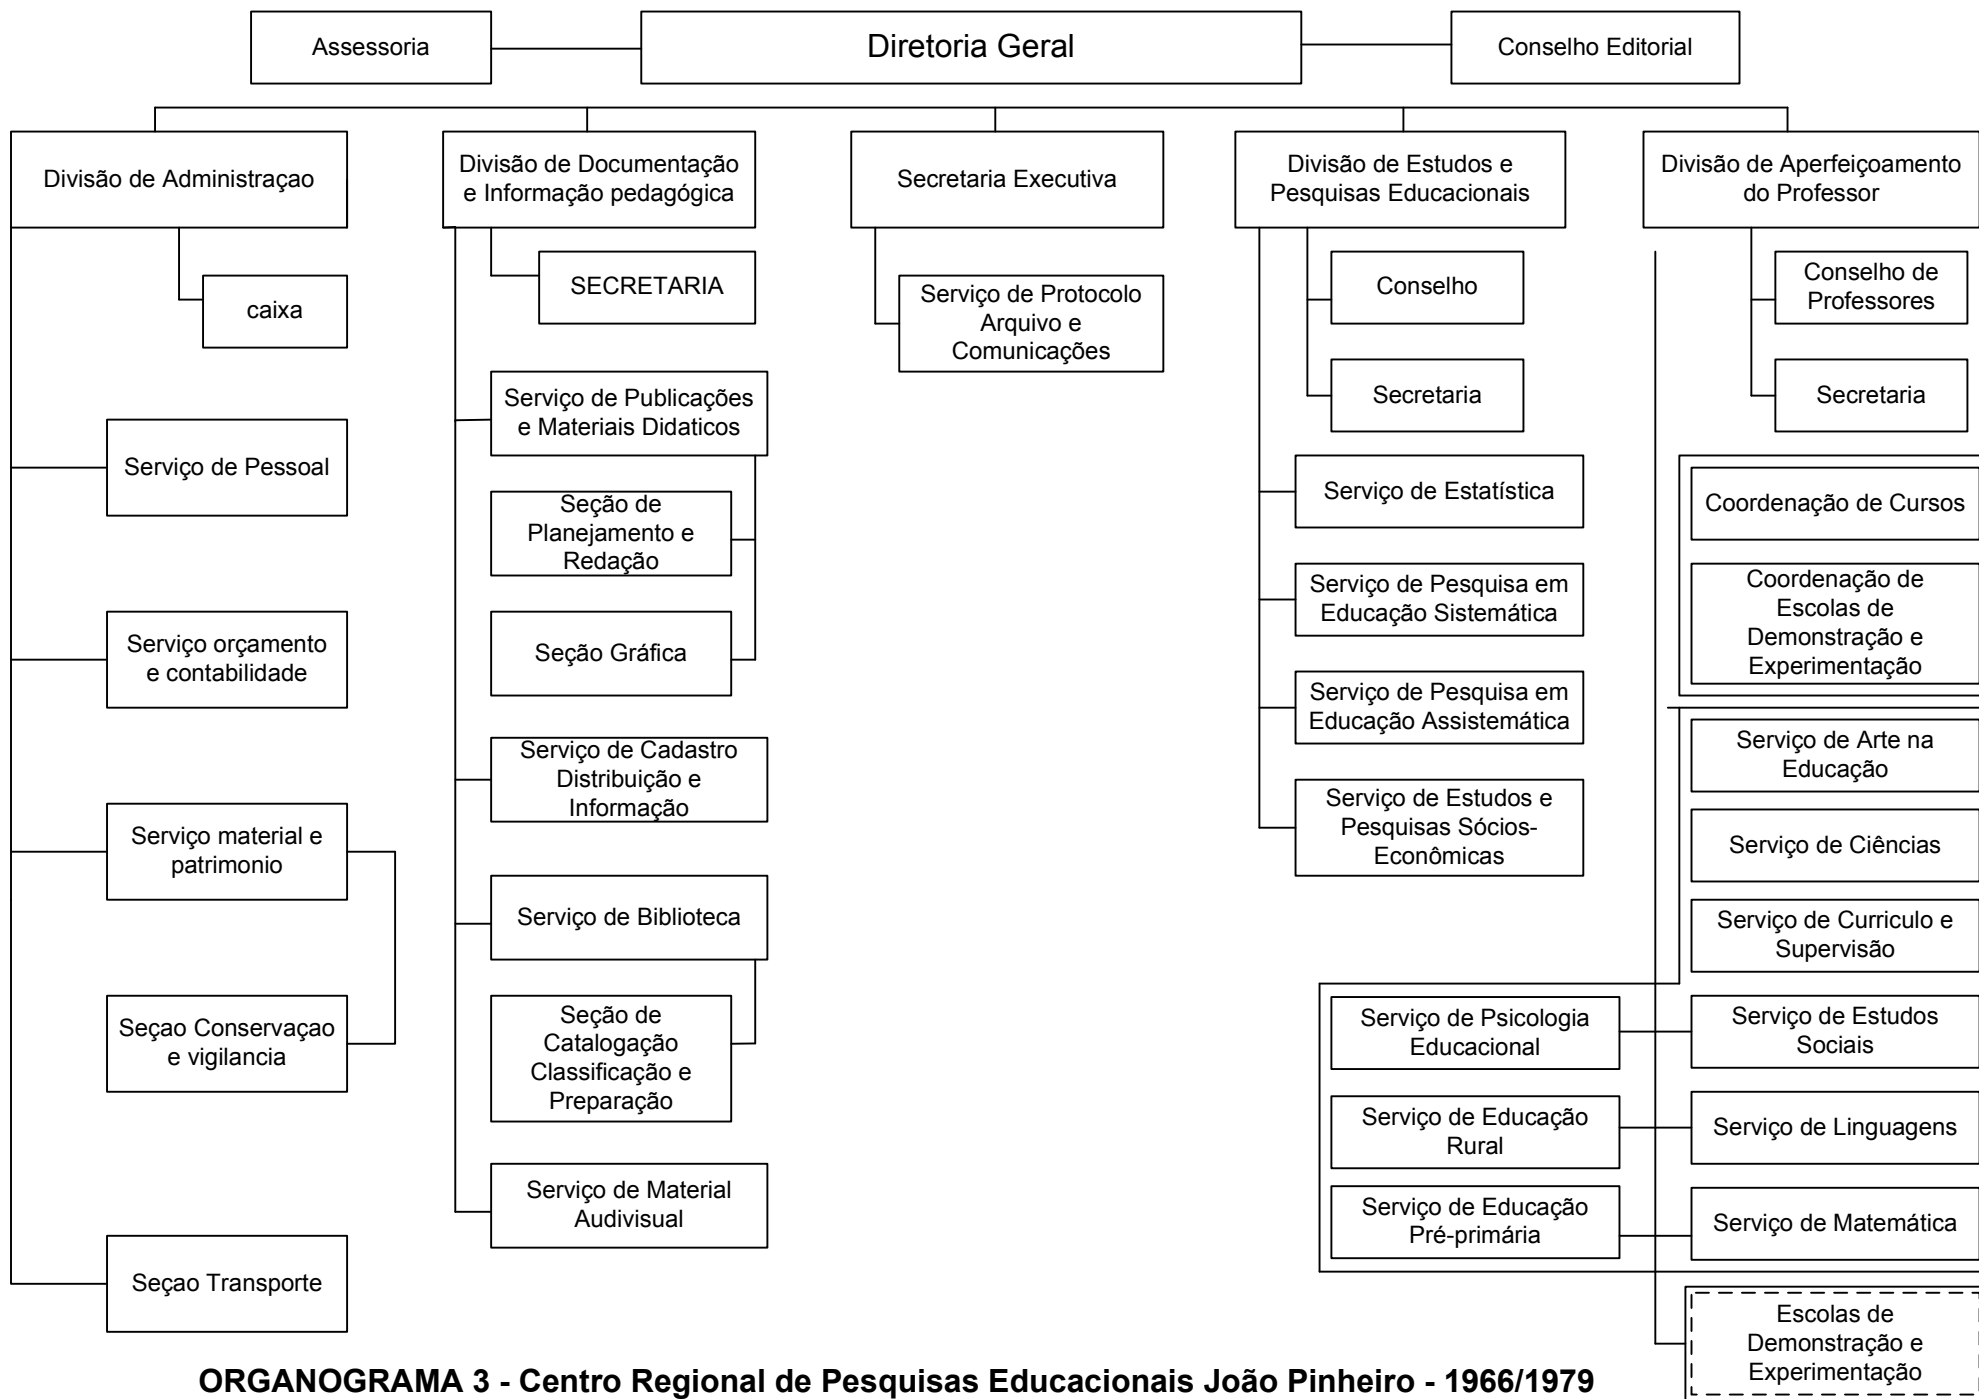 Assessoria
Diretoria Geral
Conselho Editorial
Divisão de Administraçao
Divisão de Documentação
e Informação pedagógica
Secretaria Executiva
Divisão de Estudos e
Pesquisas Educacionais
Divisão de Aperfeiçoamento
do Professor
caixa
SECRETARIA
Serviço de Protocolo
Arquivo e
Comunicações
Conselho
Conselho de
Professores
Secretaria
Secretaria
Serviço de Pessoal
Serviço orçamento
e contabilidade
Serviço material e
patrimonio
Seçao Conservaçao
e vigilancia
Seçao Transporte
Serviço de Publicações
e Materiais Didaticos
Seção de
Planejamento e
Redação
Seção Gráfica
Serviço de Cadastro
Distribuição e
Informação
Serviço de Biblioteca
Seção de
Catalogação
Classificação e
Preparação
Serviço de Material
Audivisual
Serviço de Estatística
Serviço de Pesquisa em
Educação Sistemática
Serviço de Pesquisa em
Educação Assistemática
Serviço de Estudos e
Pesquisas Sócios-
Econômicas
Coordenação de Cursos
Coordenação de
Escolas de
Demonstração e
Experimentação
Serviço de Arte na
Educação
Serviço de Ciências
Serviço de Curriculo e
Supervisão
Serviço de Psicologia
Educacional
Serviço de Estudos
Sociais
Serviço de Educação
Rural
Serviço de Linguagens
Serviço de Educação
Pré-primária
Serviço de Matemática
Escolas de
Demonstração e
Experimentação
ORGANOGRAMA 3 - Centro Regional de Pesquisas Educacionais João Pinheiro - 1966/1979